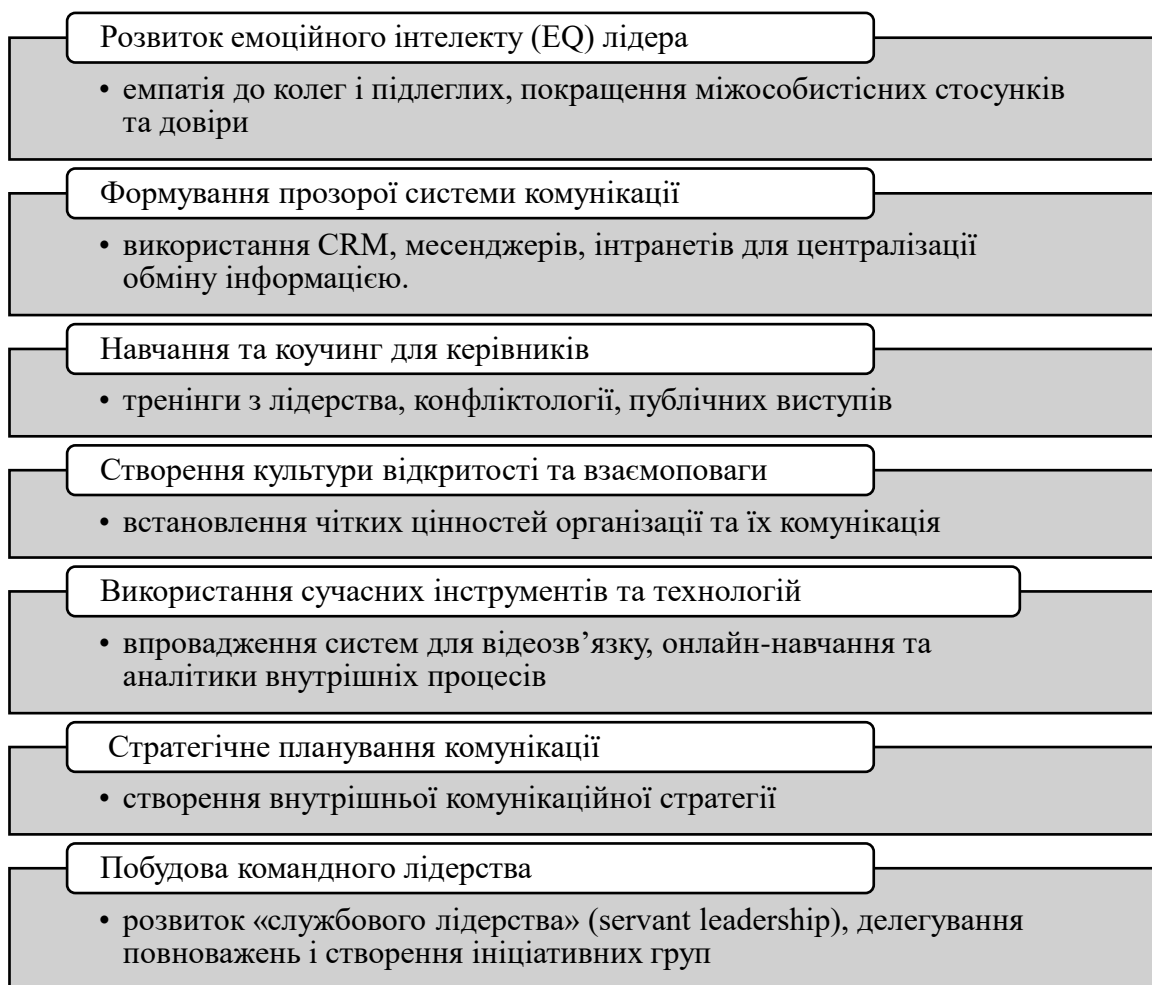 Розвиток емоційного інтелекту (EQ) лідера
• емпатія до колег і підлеглих, покращення міжособистісних стосунків
та довіри
Формування прозорої системи комунікації
• використання CRM, месенджерів, інтранетів для централізації
обміну інформацією.
Навчання та коучинг для керівників
• тренінги з лідерства, конфліктології, публічних виступів
Створення культури відкритості та взаємоповаги
• встановлення чітких цінностей організації та їх комунікація
Використання сучасних інструментів та технологій
• впровадження систем для відеозв’язку, онлайн-навчання та
аналітики внутрішніх процесів
Стратегічне планування комунікації
• створення внутрішньої комунікаційної стратегії
Побудова командного лідерства
• розвиток «службового лідерства» (servant leadership), делегування
повноважень і створення ініціативних груп